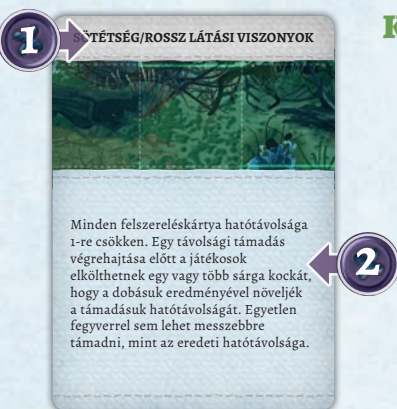 1
SÖTÉTSÉG/ROSSZ LÁTÁSI VISZONYOK
Minden felszereléskártya hatótávolsága
1-re csökken. Egy távolsági támadás
végrehajtása előtt a játékosok
elkölthetnek egy vagy több sárga kockát,
hogy a dobásuk eredményével növeljék
a támadásuk hatótávolságát. Egyetlen
fegyverrel sem lehet messzebbre
támadni, mint az eredeti hatótávolsága.
2